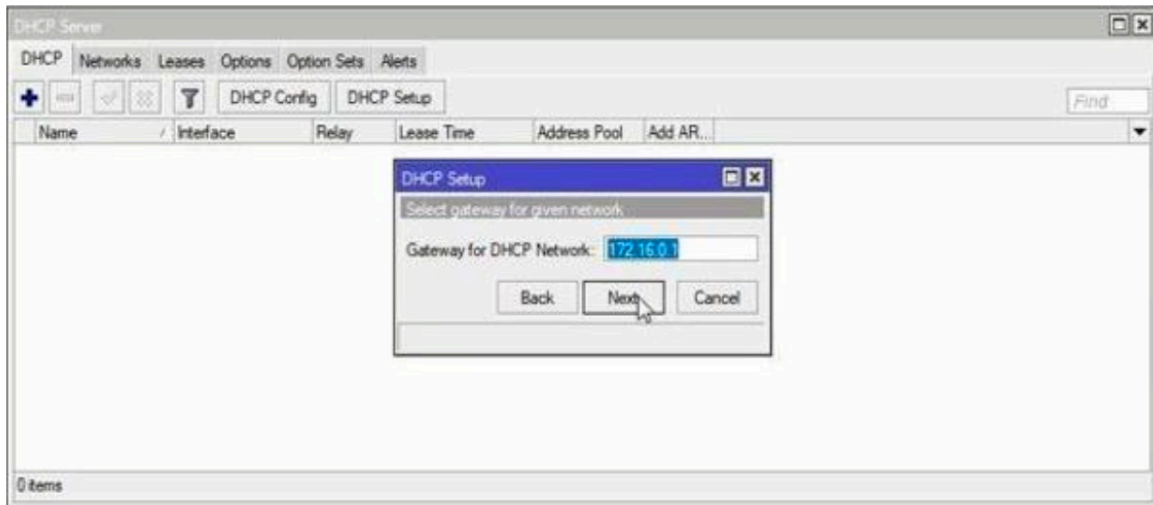 DHCP Server
DHCP Networks Leases Options Option Sets Alerts
DHCP Config DHCP Setup Find
Name Interface Relay Lease Time Address Pool Add AR...
DHCP Setup
Select gateway for given network
Gateway for DHCP Network: 172.16.0.1
Back Next Cancel
0 items